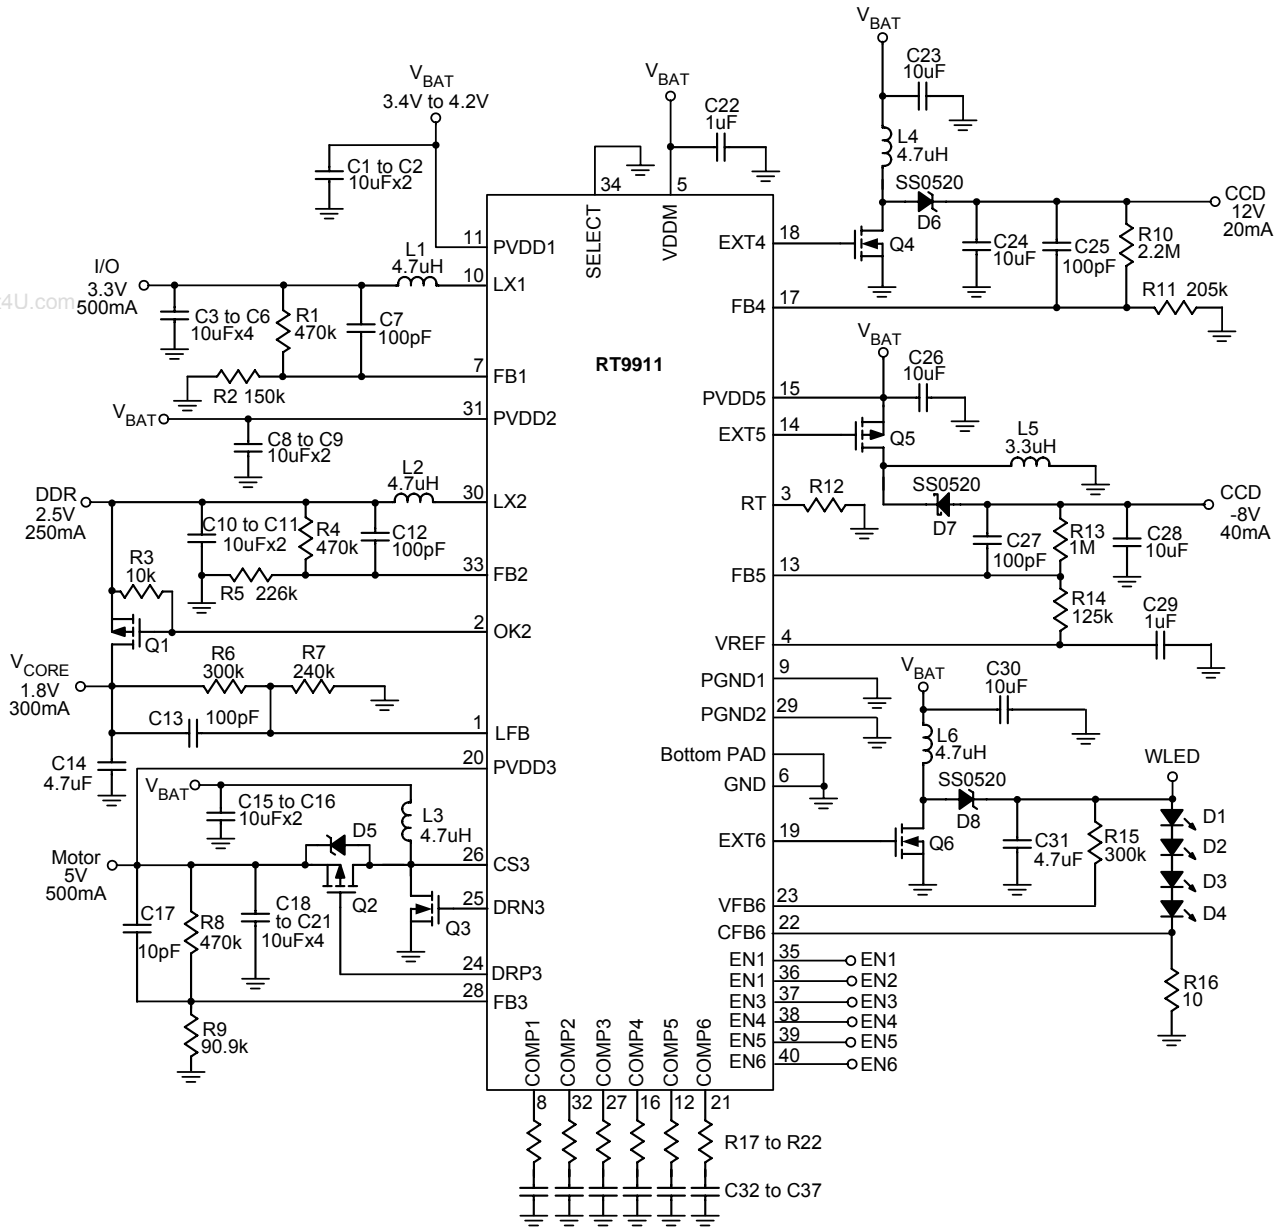 V_BAT
3.4V to 4.2V
C1 to C2
10uFx2
11 PVDD1
I/O
3.3V
500mA
4U.com
L1
4.7uH
10 LX1
C3 to C6
10uFx4
R1
470k
C7
100pF
7 FB1
R2 150k
V_BAT
31 PVDD2
C8 to C9
10uFx2
L2
4.7uH
30 LX2
DDR
2.5V
250mA
C10 to C11
10uFx2
R4
470k
C12
100pF
R3
10k
R5 226k
33 FB2
2 OK2
Q1
V_CORE
1.8V
300mA
R6
300k
R7
240k
C13 100pF
1 LFB
C14
4.7uF
20 PVDD3
V_BAT
C15 to C16
10uFx2
L3
4.7uH
D5
Motor
5V
500mA
26 CS3
Q2
25 DRN3
Q3
C17
10pF
R8
470k
C18
to C21
10uFx4
24 DRP3
28 FB3
R9
90.9k
RT9911
34 SELECT
V_BAT
C22
1uF
5 VDDM
V_BAT
C23
10uF
L4
4.7uH
SS0520
D6
EXT4 18
Q4
C24
10uF
C25
100pF
R10
2.2M
CCD
12V
20mA
FB4 17
R11 205k
V_BAT
C26
10uF
PVDD5 15
EXT5 14
Q5
L5
3.3uH
RT 3
R12
SS0520
D7
C27
100pF
R13
1M
C28
10uF
CCD
-8V
40mA
FB5 13
R14
125k
C29
1uF
VREF 4
PGND1 9
PGND2 29
Bottom PAD
GND 6
V_BAT
C30
10uF
L6
4.7uH
SS0520
D8
WLED
EXT6 19
Q6
C31
4.7uF
R15
300k
D1
D2
D3
D4
VFB6 23
CFB6 22
R16
10
EN1 35 EN1
EN1 36 EN2
EN3 37 EN3
EN4 38 EN4
EN5 39 EN5
EN6 40 EN6
COMP1 COMP2 COMP3 COMP4 COMP5 COMP6
8 32 27 16 12 21
R17 to R22
C32 to C37